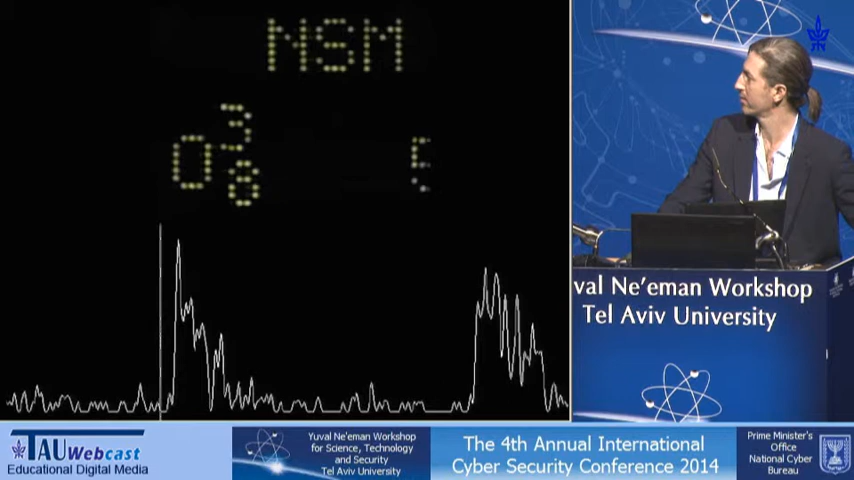 NSM
3
0
8
val Ne'eman Workshop
Tel Aviv University
TAU Webcast
Educational Digital Media
Yuval Ne'eman Workshop
for Science, Technology
and Security
Tel Aviv University
The 4th Annual International
Cyber Security Conference 2014
Prime Minister's
Office
National Cyber
Bureau